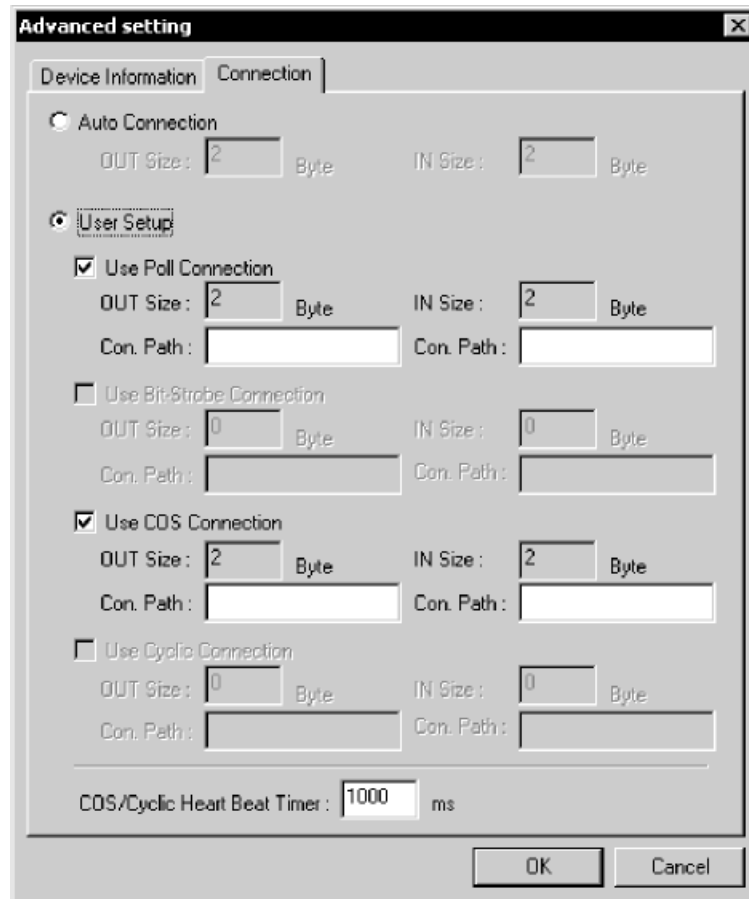 Advanced setting
Device Information Connection
Auto Connection
OUT Size : 2 Byte IN Size : 2 Byte
User Setup
Use Poll Connection
OUT Size : 2 Byte IN Size : 2 Byte
Con. Path : Con. Path :
Use Bit-Strobe Connection
OUT Size : 0 Byte IN Size : 0 Byte
Con. Path : Con. Path :
Use COS Connection
OUT Size : 2 Byte IN Size : 2 Byte
Con. Path : Con. Path :
Use Cyclic Connection
OUT Size : 0 Byte IN Size : 0 Byte
Con. Path : Con. Path :
COS/Cyclic Heart Beat Timer : 1000 ms
OK Cancel